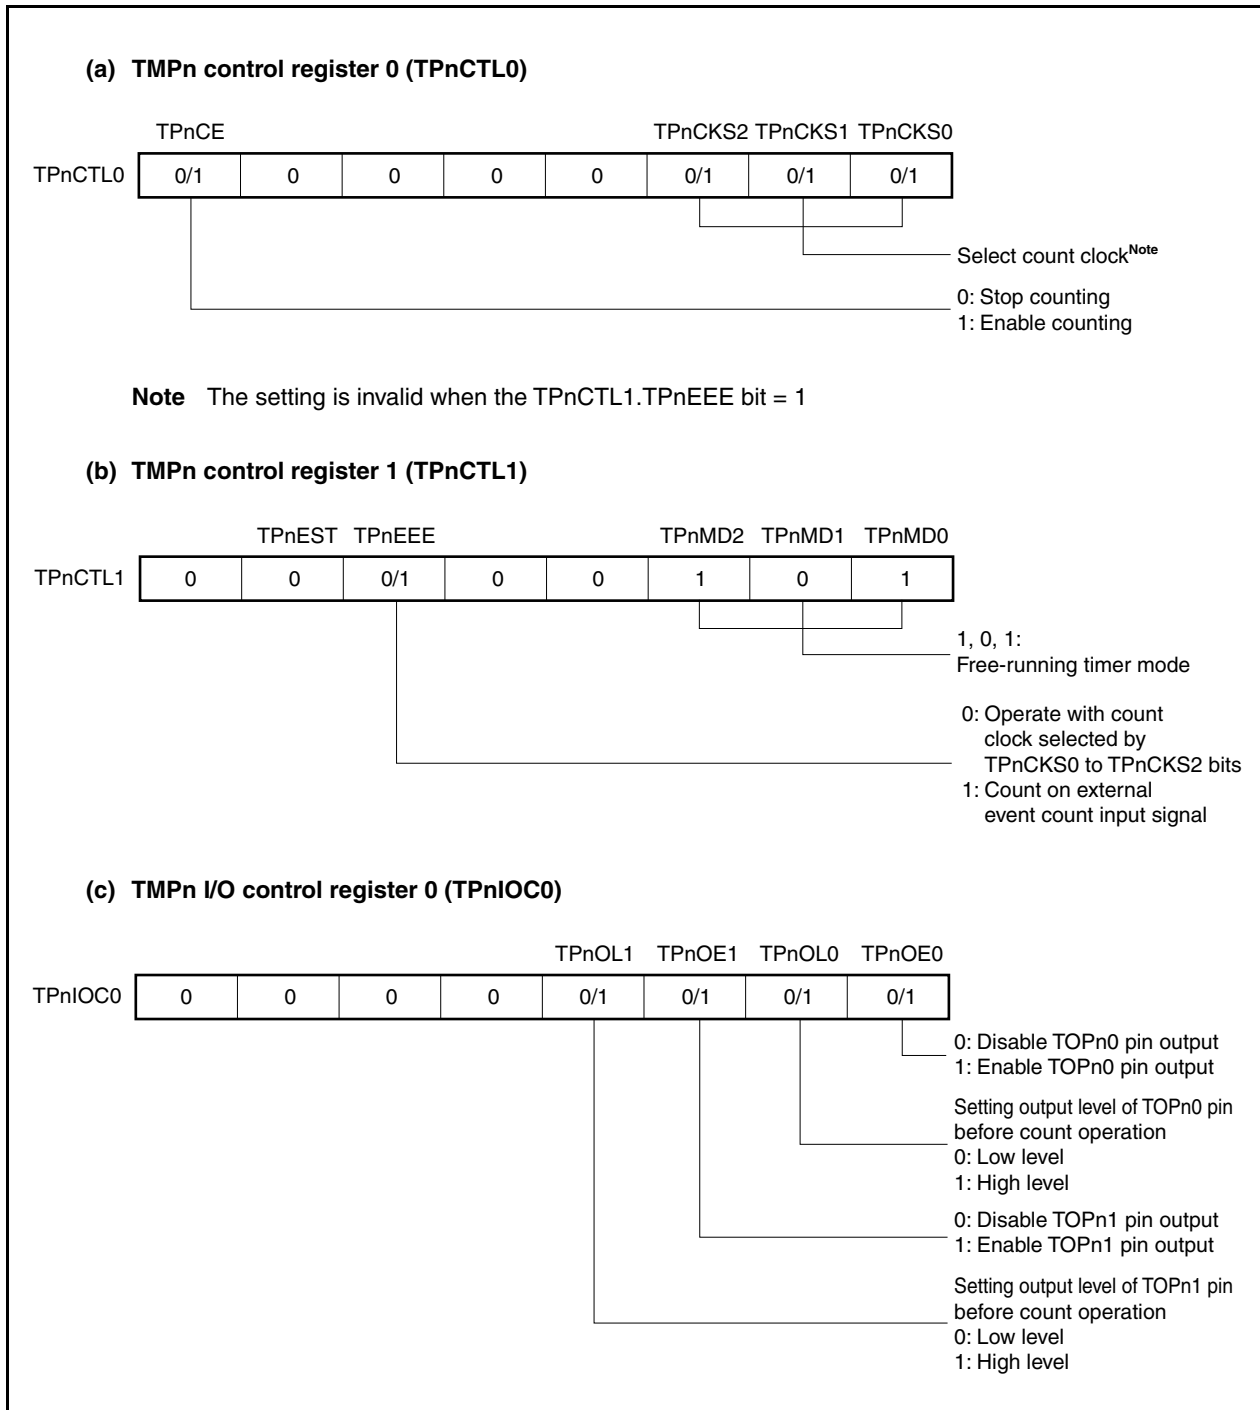 (a) TMPn control register 0 (TPnCTL0)
TPnCE TPnCKS2 TPnCKS1 TPnCKS0
TPnCTL0 0/1 0 0 0 0 0/1 0/1 0/1
Select count clockNote
0: Stop counting
1: Enable counting
Note The setting is invalid when the TPnCTL1.TPnEEE bit = 1
(b) TMPn control register 1 (TPnCTL1)
TPnEST TPnEEE TPnMD2 TPnMD1 TPnMD0
TPnCTL1 0 0 0/1 0 0 1 0 1
1, 0, 1:
Free-running timer mode
0: Operate with count
clock selected by
TPnCKS0 to TPnCKS2 bits
1: Count on external
event count input signal
(c) TMPn I/O control register 0 (TPnIOC0)
TPnOL1 TPnOE1 TPnOL0 TPnOE0
TPnIOC0 0 0 0 0 0/1 0/1 0/1 0/1
0: Disable TOPn0 pin output
1: Enable TOPn0 pin output
Setting output level of TOPn0 pin
before count operation
0: Low level
1: High level
0: Disable TOPn1 pin output
1: Enable TOPn1 pin output
Setting output level of TOPn1 pin
before count operation
0: Low level
1: High level